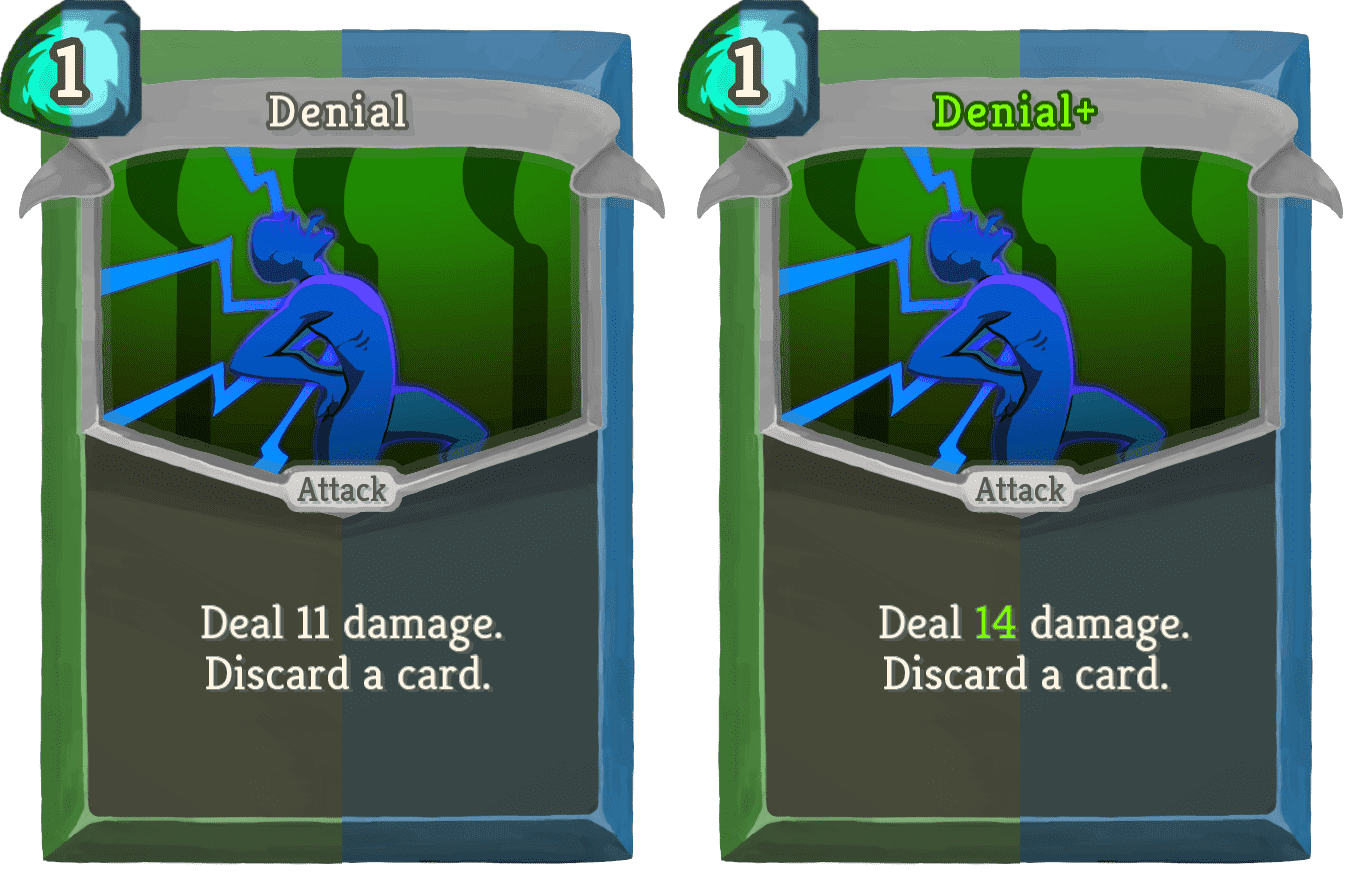 1
Denial
Attack
Deal 11 damage.
Discard a card.
1
Denial+
Attack
Deal 14 damage.
Discard a card.